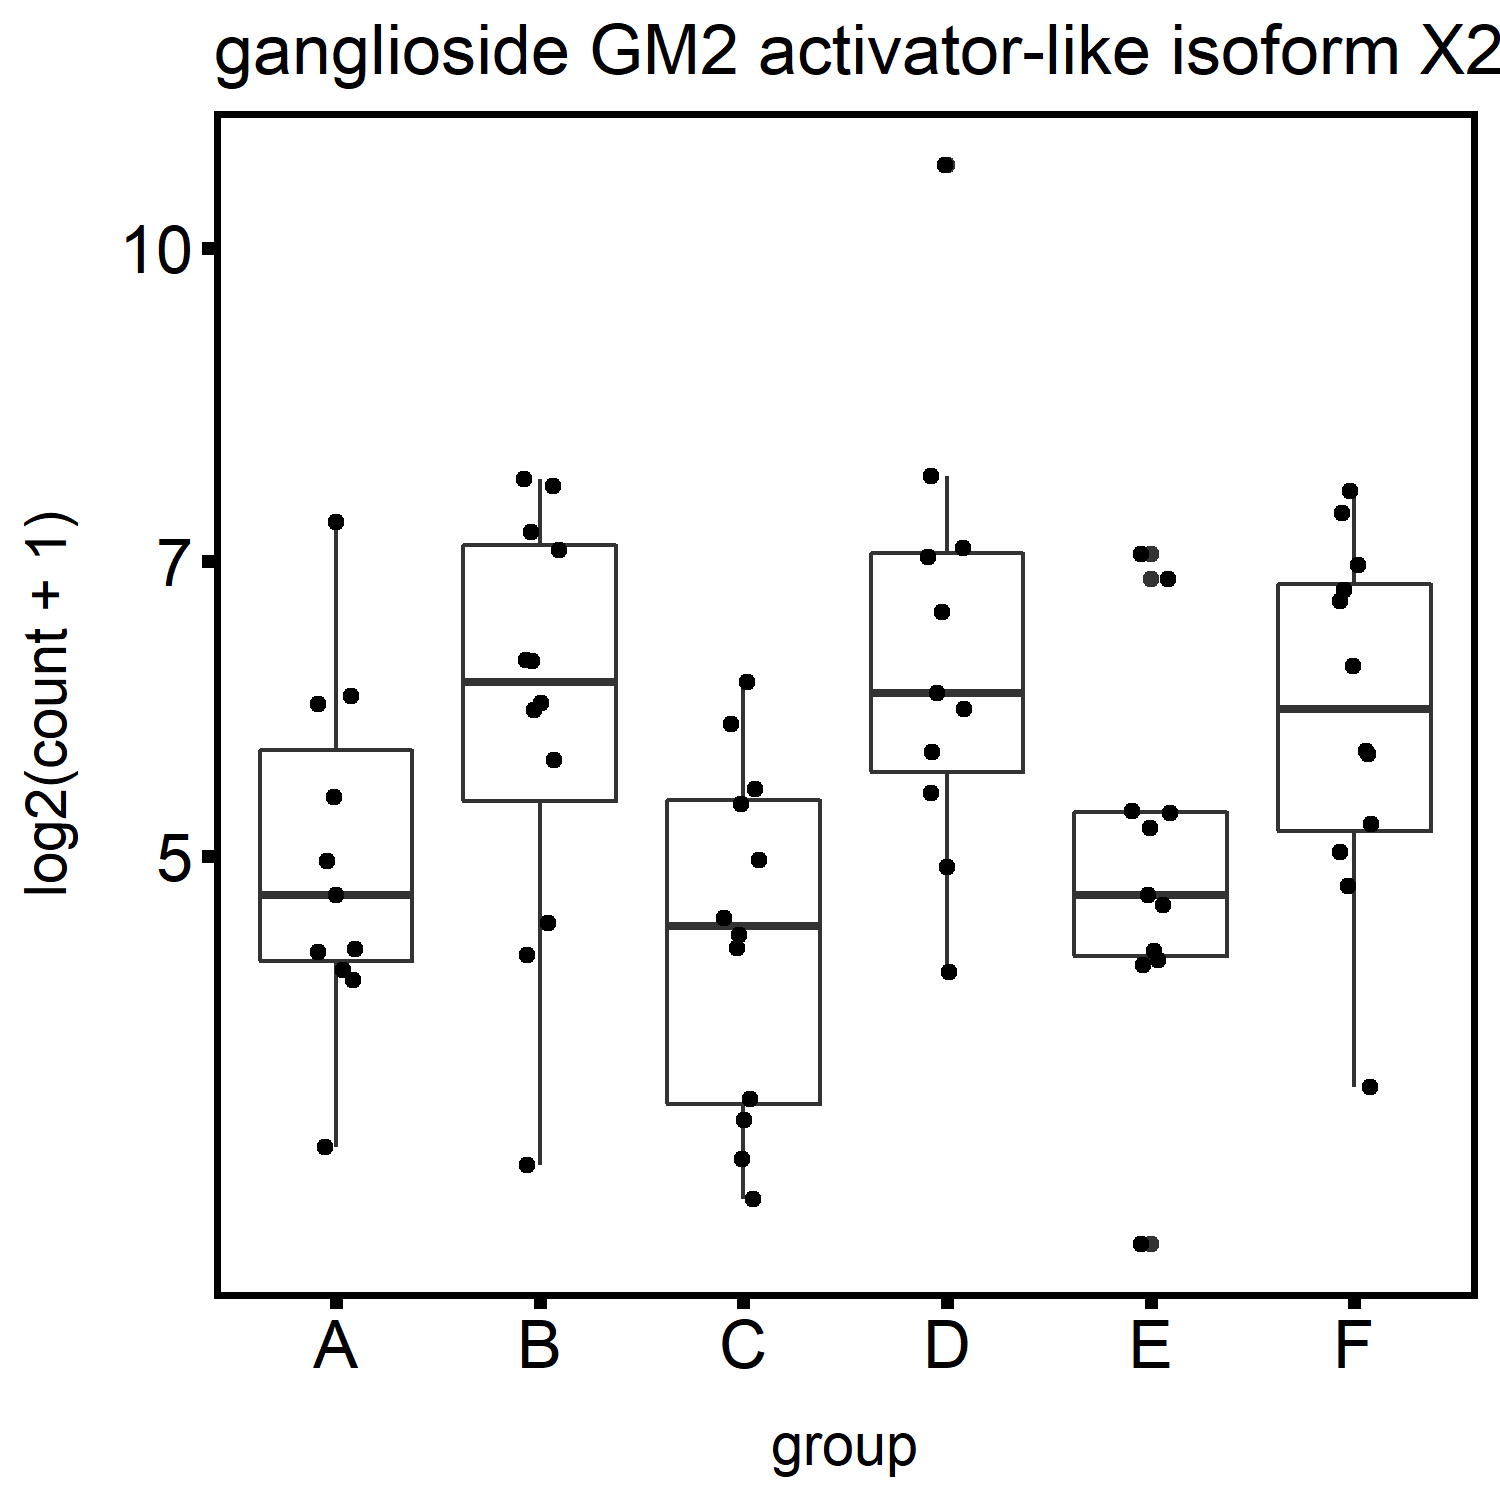 ganglioside GM2 activator-like isoform X2
10
7
5
log2(count + 1)
A B C D E F
group